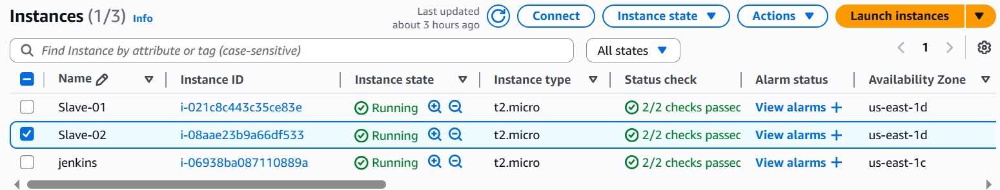 Instances (1/3) Info
Last updated
about 3 hours ago
Connect Instance state Actions Launch instances
Find Instance by attribute or tag (case-sensitive) All states 1
Name Instance ID Instance state Instance type Status check Alarm status Availability Zone
Slave-01 i-021c8c443c35ce83e Running t2.micro 2/2 checks passed View alarms + us-east-1d
Slave-02 i-08aae23b9a66df533 Running t2.micro 2/2 checks passed View alarms + us-east-1d
jenkins i-06938ba087110889a Running t2.micro 2/2 checks passed View alarms + us-east-1c